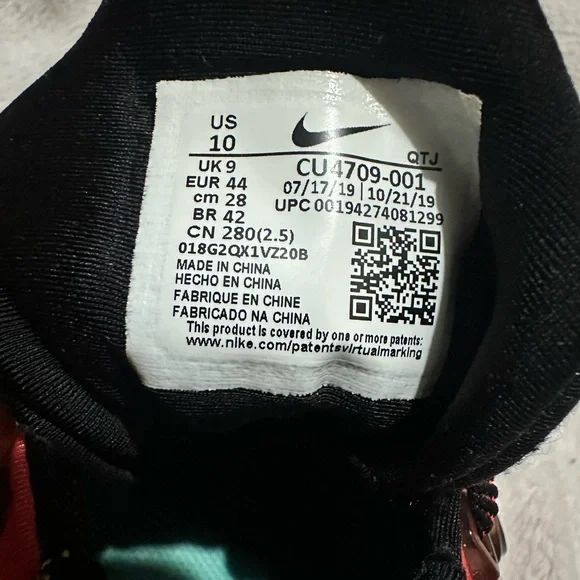 US
10
QTJ
UK 9
CU4709-001
EUR 44
07/17/19 | 10/21/19
cm 28
UPC 00194274081299
BR 42
CN 280(2.5)
018G2QX1VZ20B
MADE IN CHINA
HECHO EN CHINA
FABRIQUE EN CHINE
FABRICADO NA CHINA
This product is covered by one or more patents:
www.nike.com/patentsvirtualmarking